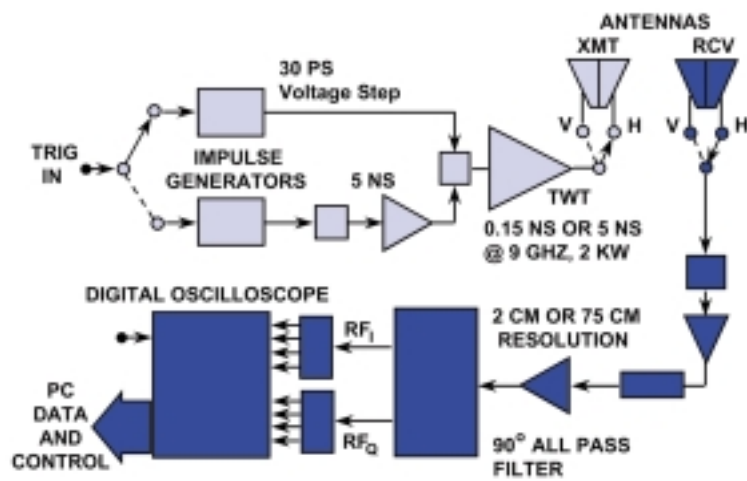 ANTENNAS
XMT
RCV
30 PS
Voltage Step
V
H
V
H
TRIG
IN
IMPULSE
GENERATORS
5 NS
TWT
0.15 NS OR 5 NS
@ 9 GHZ, 2 KW
DIGITAL OSCILLOSCOPE
2 CM OR 75 CM
RESOLUTION
RFI
PC
DATA
AND
CONTROL
RFQ
90° ALL PASS
FILTER